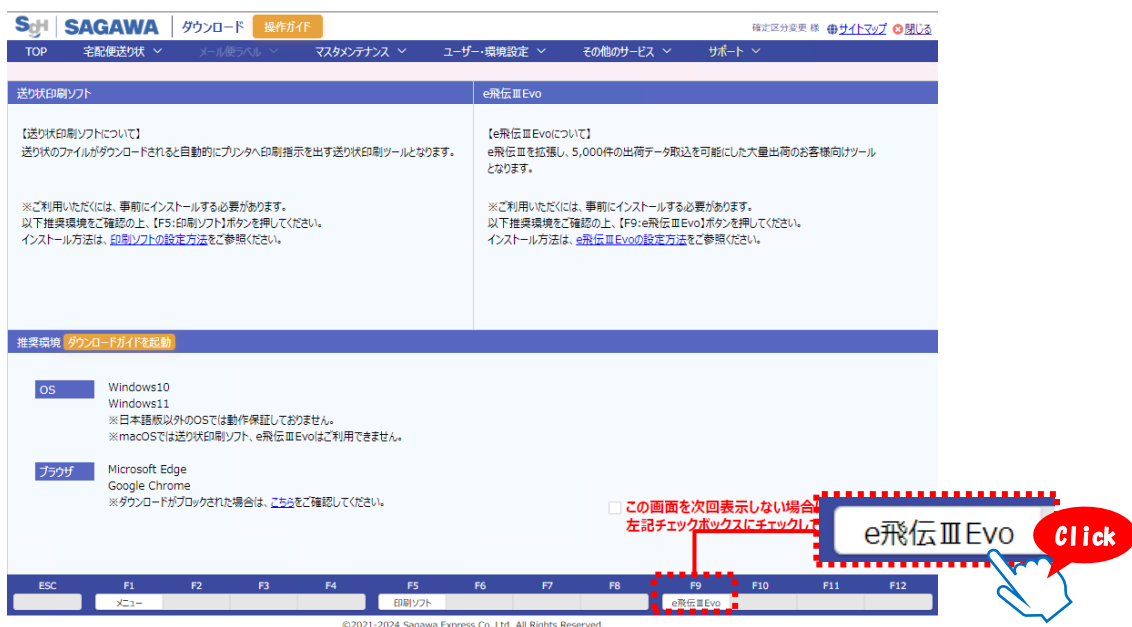 SGH SAGAWA ダウンロード 操作ガイド 確定区分変更 様 サイトマップ 閉じる
TOP 宅配便送り状 メール便ラベル マスタメンテナンス ユーザー・環境設定 その他のサービス サポート
送り状印刷ソフト
【送り状印刷ソフトについて】
送り状のファイルがダウンロードされると自動的にプリンタへ印刷指示を出す送り状印刷ツールとなります。
※ご利用いただくには、事前にインストールする必要があります。
以下推奨環境をご確認の上、【F5:印刷ソフト】ボタンを押してください。
インストール方法は、印刷ソフトの設定方法をご参照ください。
e飛伝ⅢEvo
【e飛伝ⅢEvoについて】
e飛伝Ⅲを拡張し、5,000件の出荷データ取込を可能にした大量出荷のお客様向けツール
となります。
※ご利用いただくには、事前にインストールする必要があります。
以下推奨環境をご確認の上、【F9:e飛伝ⅢEvo】ボタンを押してください。
インストール方法は、e飛伝ⅢEvoの設定方法をご参照ください。
推奨環境 ダウンロードガイドを起動
OS
Windows10
Windows11
※日本語版以外のOSでは動作保証しておりません。
※macOSでは送り状印刷ソフト、e飛伝ⅢEvoはご利用できません。
ブラウザ
Microsoft Edge
Google Chrome
※ダウンロードがブロックされた場合は、こちらをご確認してください。
この画面を次回表示しない場合
左記チェックボックスにチェックして
e飛伝ⅢEvo
Click
ESC F1 F2 F3 F4 F5 F6 F7 F8 F9 F10 F11 F12
メニュー 印刷ソフト e飛伝ⅢEvo
©2021-2024 Sagawa Express Co.,Ltd. All Rights Reserved.